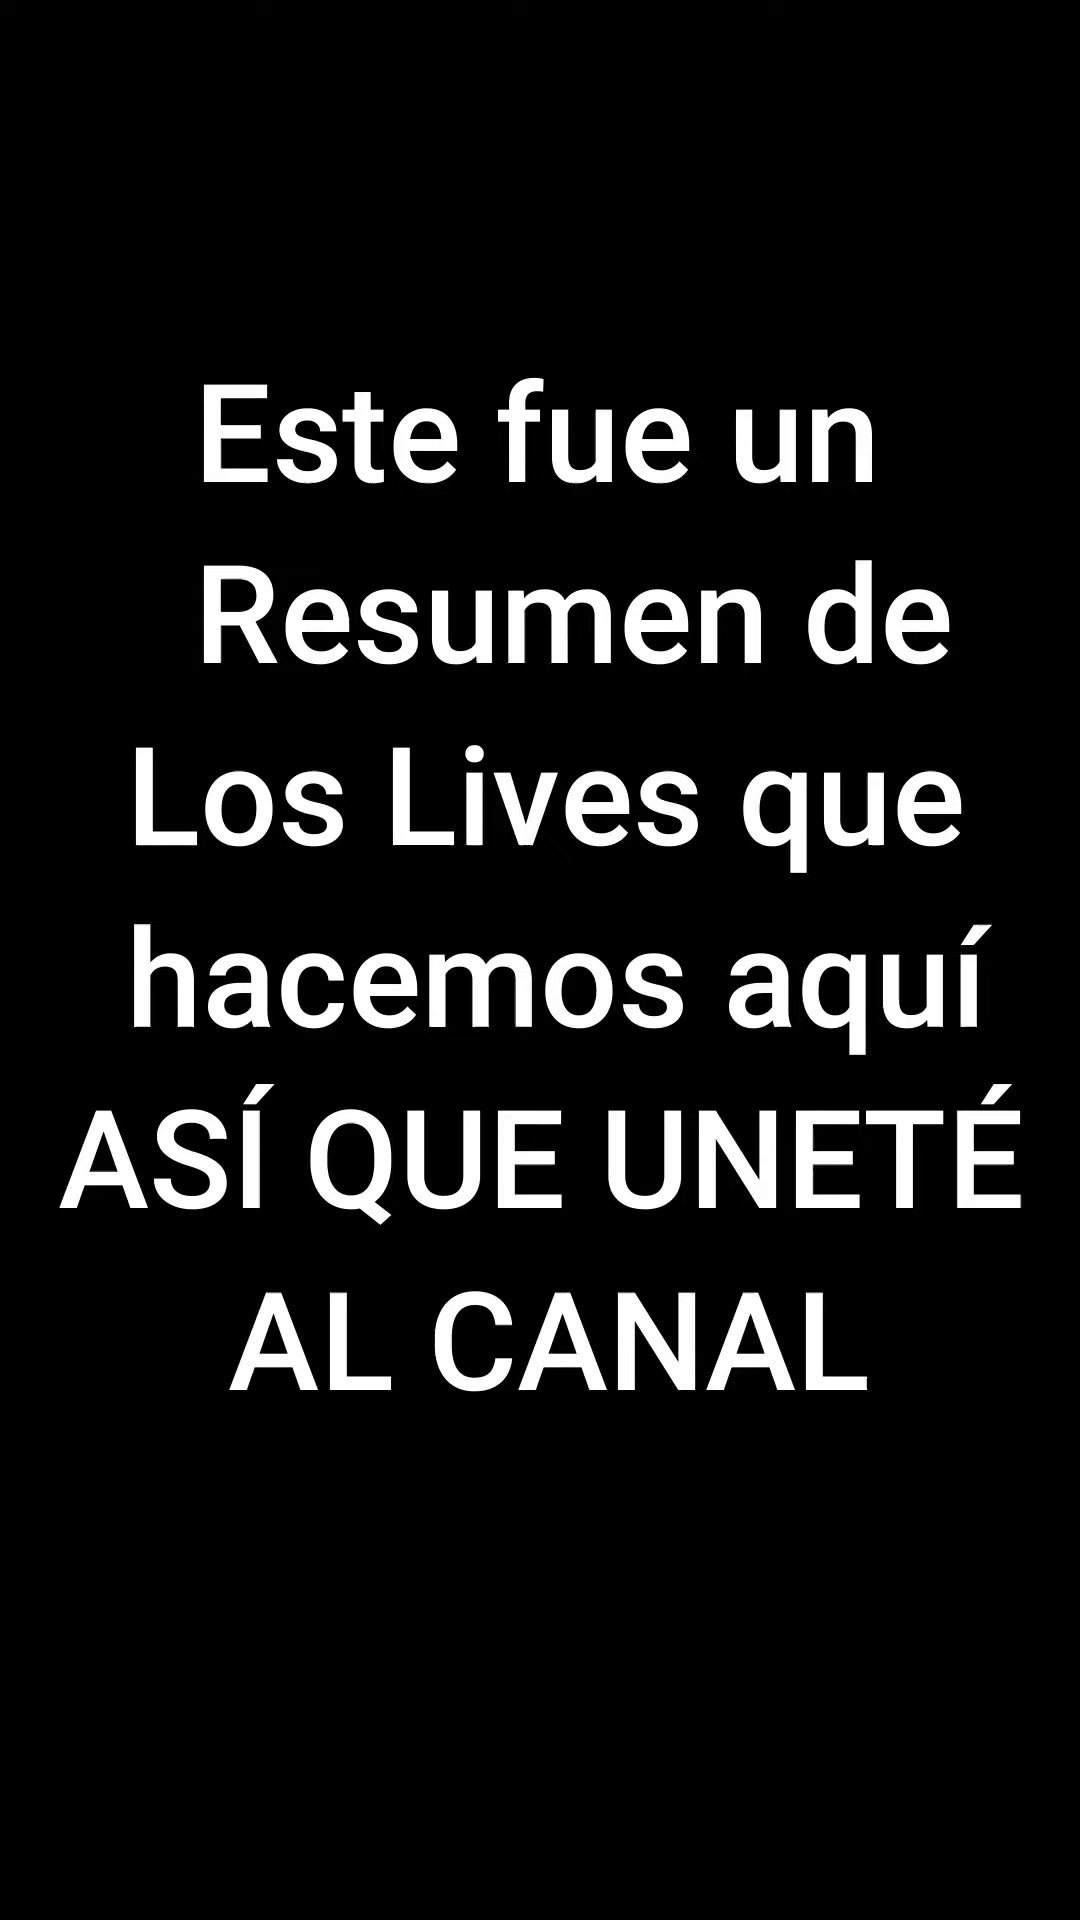 Este fue un
Resumen de
Los Lives que
hacemos aquí
ASÍ QUE UNETÉ
AL CANAL